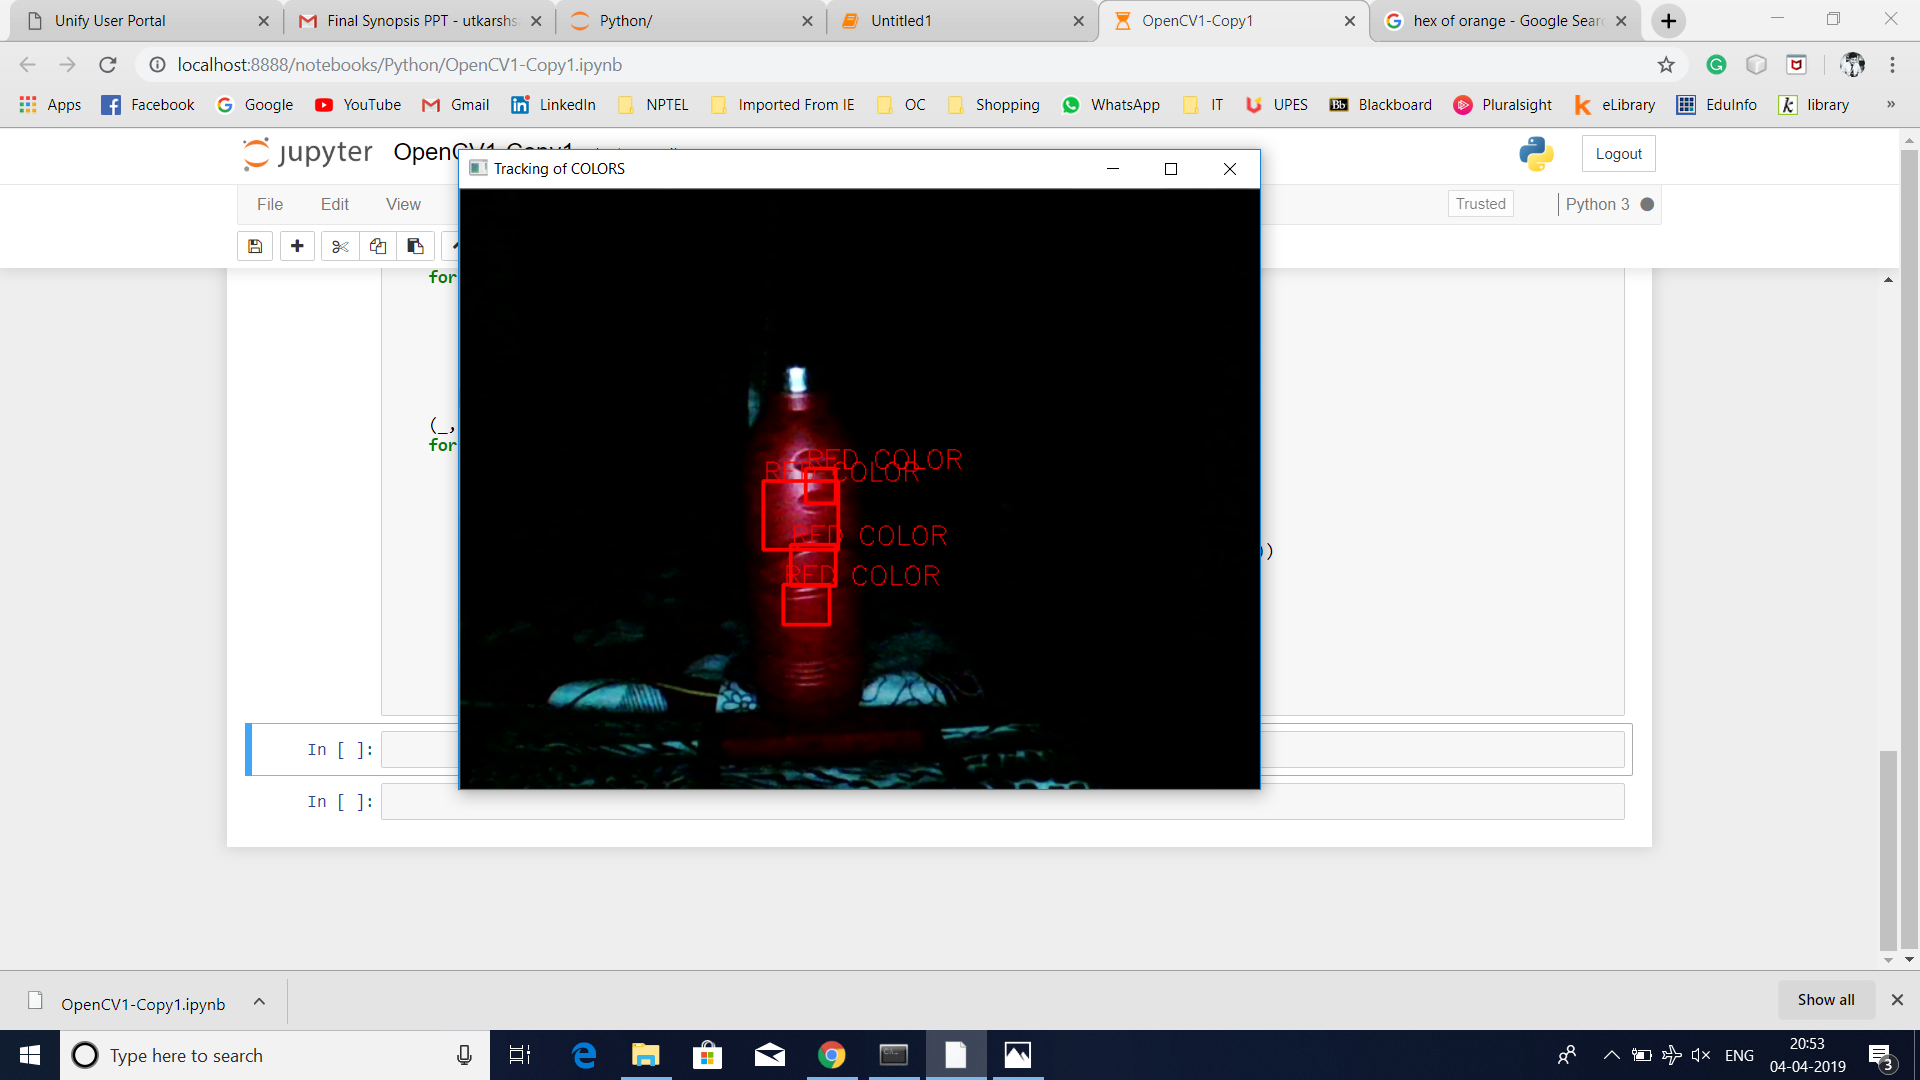 Unify User Portal
Final Synopsis PPT - utkarshs
Python/
Untitled1
OpenCV1-Copy1
hex of orange - Google Sear
localhost:8888/notebooks/Python/OpenCV1-Copy1.ipynb
Apps
Facebook
Google
YouTube
Gmail
LinkedIn
NPTEL
Imported From IE
OC
Shopping
WhatsApp
IT
UPES
Bb Blackboard
Pluralsight
eLibrary
EduInfo
library
»
jupyter
Logout
Tracking of COLORS
File Edit View
Trusted
Python 3
for
(_,
for
RED COLOR
RED COLOR
RED COLOR
RED COLOR
))
In [ ]:
In [ ]:
OpenCV1-Copy1.ipynb
Show all
Type here to search
ENG
20:53
04-04-2019
3